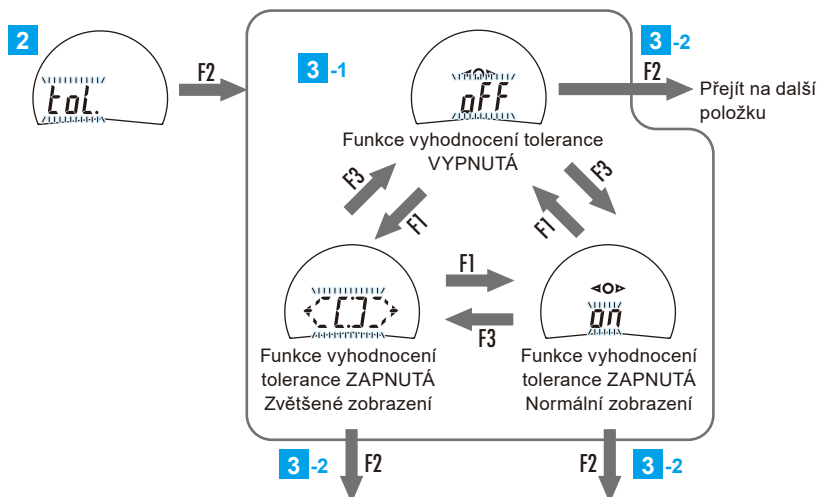 2
toL.
F2
3 -1
oFF
3 -2
F2
Přejít na další
položku
Funkce vyhodnocení tolerance
VYPNUTÁ
F3
F1
F3
F1
F1
F3
on
Funkce vyhodnocení
tolerance ZAPNUTÁ
Zvětšené zobrazení
Funkce vyhodnocení
tolerance ZAPNUTÁ
Normální zobrazení
3 -2
F2
F2
3 -2